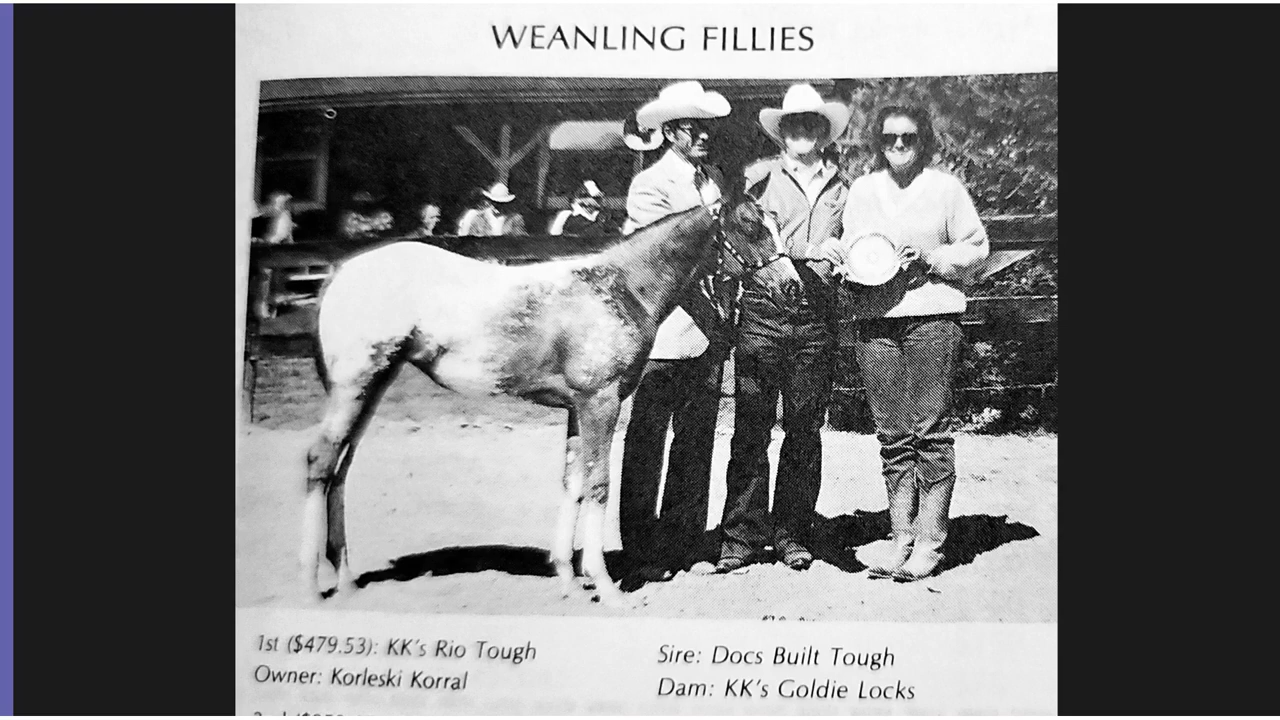 WEANLING FILLIES
1st ($479.53): KK's Rio Tough
Owner: Korleski Korral
Sire: Docs Built Tough
Dam: KK's Goldie Locks